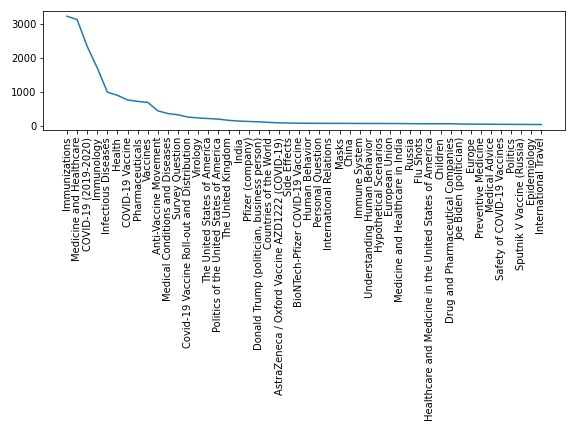 3000
2000
1000
0
Immunizations
Medicine and Healthcare
COVID-19 (2019-2020)
Immunology
Infectious Diseases
Health
COVID-19 Vaccine
Pharmaceuticals
Vaccines
Anti-Vaccine Movement
Medical Conditions and Diseases
Survey Question
Covid-19 Vaccine Roll-out and Distribution
Virology
The United States of America
Politics of the United States of America
The United Kingdom
India
Pfizer (company)
Donald Trump (politician, business person)
Countries of the World
AstraZeneca / Oxford Vaccine AZD1222 (COVID-19)
Side Effects
BioNTech-Pfizer COVID-19 Vaccine
Human Behavior
Personal Question
International Relations
Masks
China
Immune System
Understanding Human Behavior
Hypothetical Scenarios
European Union
Medicine and Healthcare in India
Russia
Flu Shots
Healthcare and Medicine in the United States of America
Children
Drug and Pharmaceutical Companies
Joe Biden (politician)
Europe
Preventive Medicine
Medical Advice
Safety of COVID-19 Vaccines
Politics
Sputnik V Vaccine (Russia)
Epidemiology
International Travel